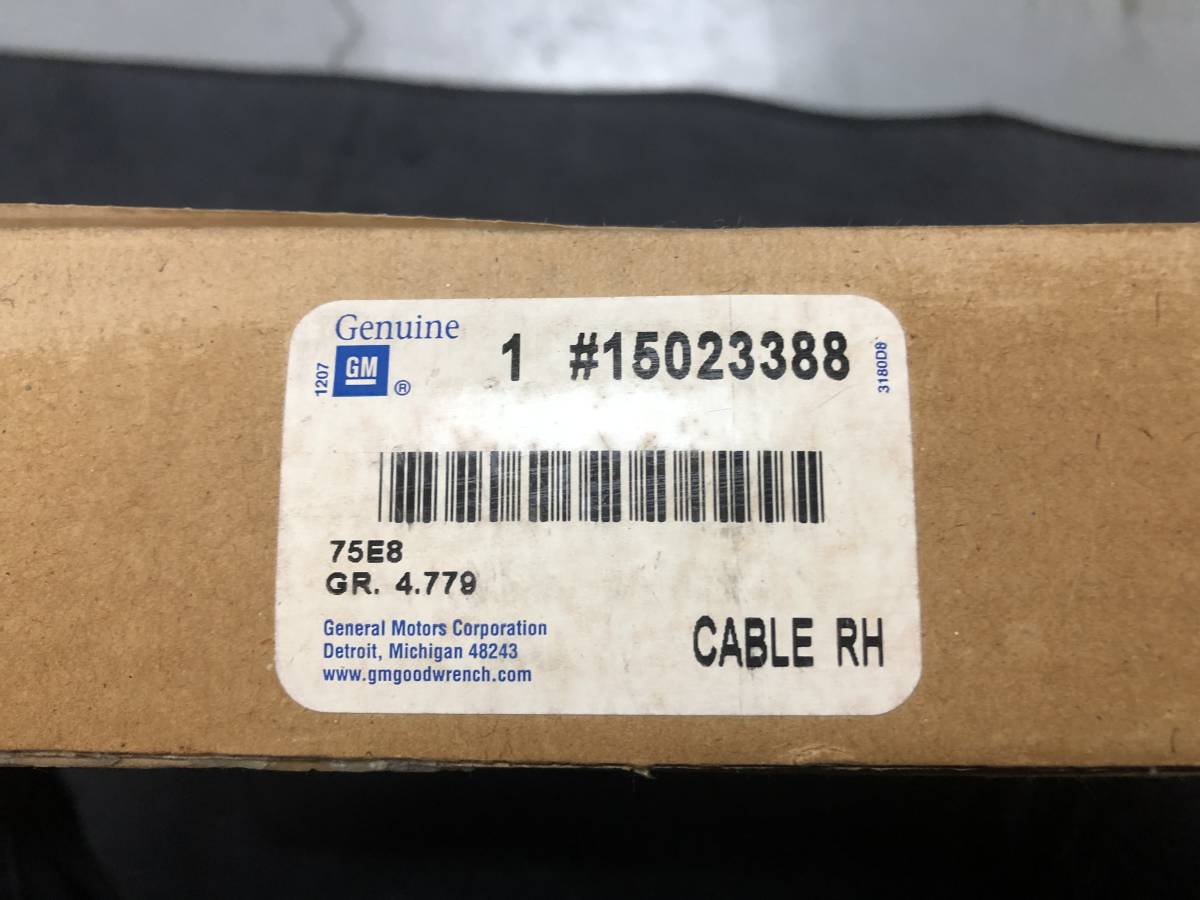 Genuine
GM ®
1207
1 #15023388
3180D8
75E8
GR. 4.779
General Motors Corporation
Detroit, Michigan 48243
www.gmgoodwrench.com
CABLE RH